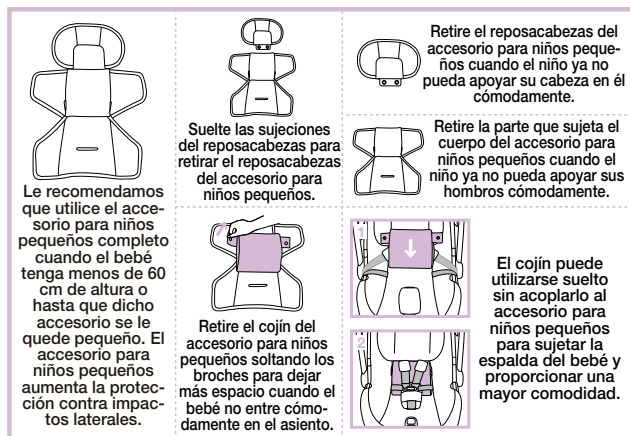 Le recomendamos
que utilice el acce-
sorio para niños
pequeños completo
cuando el bebé
tenga menos de 60
cm de altura o
hasta que dicho
accesorio se le
quede pequeño. El
accesorio para
niños pequeños
aumenta la protec-
ción contra impac-
tos laterales.
Suelte las sujeciones
del reposacabezas para
retirar el reposacabezas
del accesorio para
niños pequeños.
Retire el reposacabezas del
accesorio para niños peque-
ños cuando el niño ya no
pueda apoyar su cabeza en él
cómodamente.
Retire la parte que sujeta el
cuerpo del accesorio para
niños pequeños cuando el
niño ya no pueda apoyar sus
hombros cómodamente.
Retire el cojín del
accesorio para niños
pequeños soltando los
broches para dejar
más espacio cuando el
bebé no entre cómo-
damente en el asiento.
1
2
El cojín puede
utilizarse suelto
sin acoplarlo al
accesorio para
niños pequeños
para sujetar la
espalda del bebé y
proporcionar una
mayor comodidad.